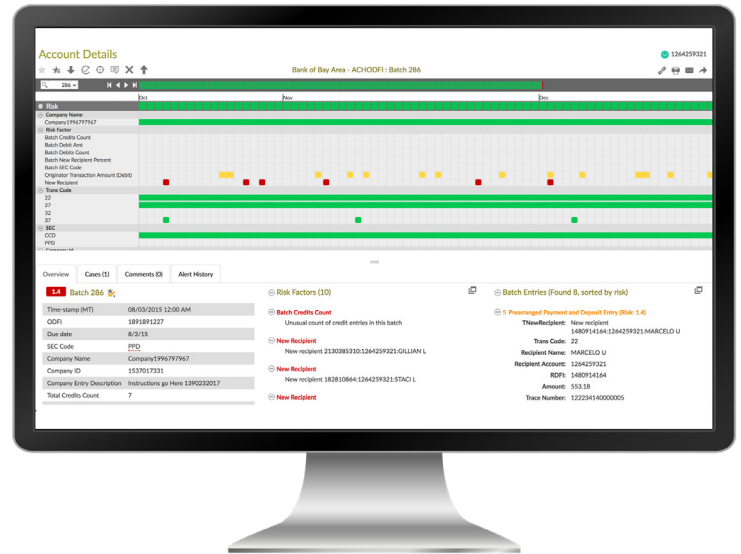 Account Details
1264259321
Bank of Bay Area - ACHODFI : Batch 286
286
Oct Nov Dec
Risk
Company Name
Company1996797967
Risk Factor
Batch Credits Count
Batch Debit Amt
Batch Debits Count
Batch New Recipient Percent
Batch SEC Code
Originator Transaction Amount (Debit)
New Recipient
Trans Code
22
27
32
37
SEC
CCD
PPD
Overview Cases (1) Comments (0) Alert History
1.4 Batch 286
Time-stamp (MT) 08/03/2015 12:00 AM
ODFI 1891891227
Due date 8/3/15
SEC Code PPD
Company Name Company1996797967
Company ID 1537017331
Company Entry Description Instructions go Here 1390232017
Total Credits Count 7
Risk Factors (10)
Batch Credits Count
Unusual count of credit entries in this batch
New Recipient
New recipient 2130385310:1264259321:GILLIAN L
New Recipient
New recipient 182810864:1264259321:STACI L
New Recipient
Batch Entries (Found 8, sorted by risk)
5 Prearranged Payment and Deposit Entry (Risk: 1.4)
TNewRecipient: New recipient
1480914164:1264259321:MARCELO U
Trans Code: 22
Recipient Name: MARCELO U
Recipient Account: 1264259321
RDFI: 1480914164
Amount: 553.18
Trace Number: 122234140000005